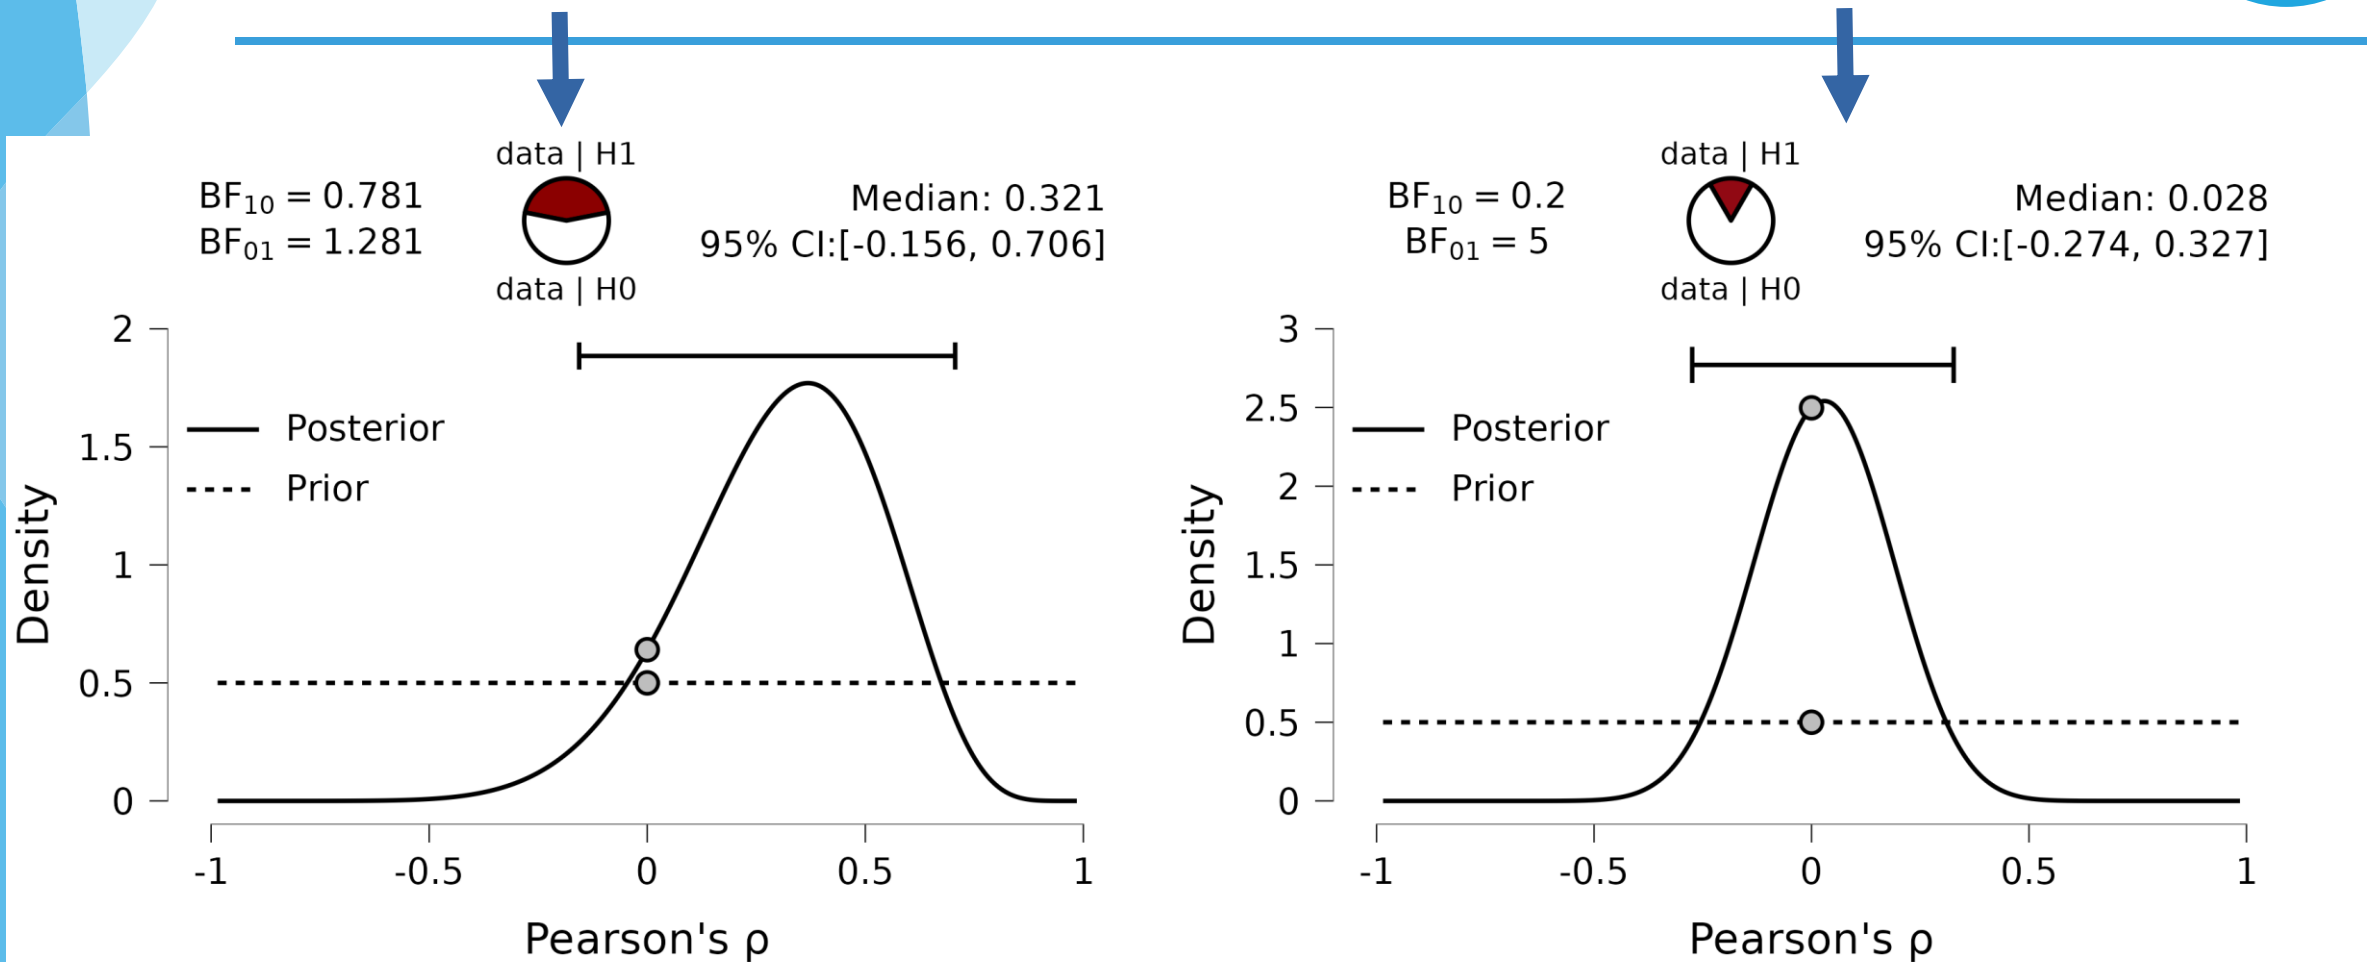 data | H1
BF10 = 0.781
BF01 = 1.281
Median: 0.321
95% CI:[-0.156, 0.706]
data | H0
2
1.5
1
0.5
0
Density
Posterior
Prior
-1
-0.5
0
0.5
1
Pearson's ρ
data | H1
BF10 = 0.2
BF01 = 5
Median: 0.028
95% CI:[-0.274, 0.327]
data | H0
3
2.5
2
1.5
1
0.5
0
Density
Posterior
Prior
-1
-0.5
0
0.5
1
Pearson's ρ